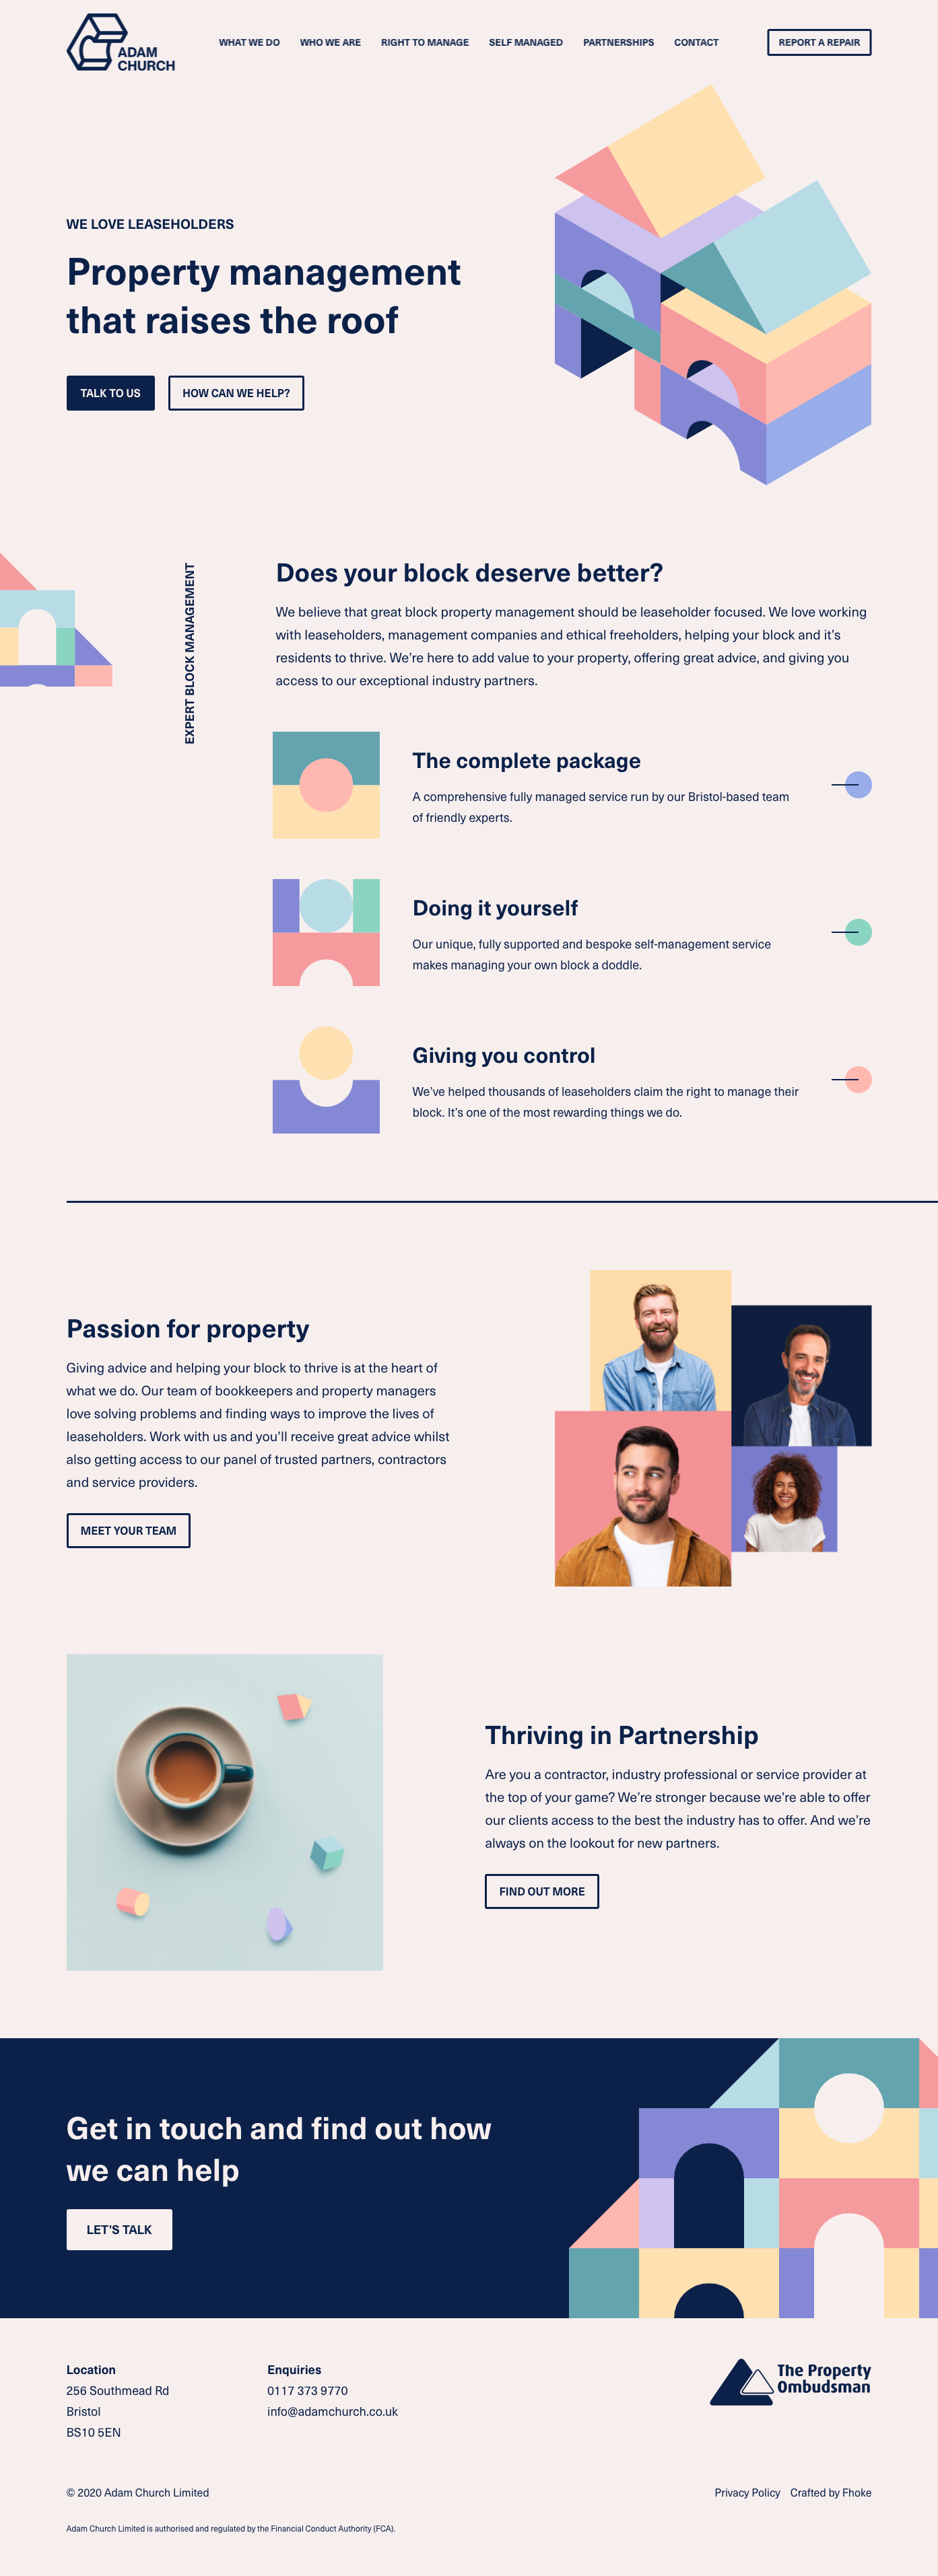 ADAM
CHURCH
WHAT WE DO
WHO WE ARE
RIGHT TO MANAGE
SELF MANAGED
PARTNERSHIPS
CONTACT
REPORT A REPAIR
WE LOVE LEASEHOLDERS
Property management
that raises the roof
TALK TO US
HOW CAN WE HELP?
EXPERT BLOCK MANAGEMENT
Does your block deserve better?
We believe that great block property management should be leaseholder focused. We love working
with leaseholders, management companies and ethical freeholders, helping your block and it’s
residents to thrive. We’re here to add value to your property, offering great advice, and giving you
access to our exceptional industry partners.
The complete package
A comprehensive fully managed service run by our Bristol-based team
of friendly experts.
Doing it yourself
Our unique, fully supported and bespoke self-management service
makes managing your own block a doddle.
Giving you control
We’ve helped thousands of leaseholders claim the right to manage their
block. It’s one of the most rewarding things we do.
Passion for property
Giving advice and helping your block to thrive is at the heart of
what we do. Our team of bookkeepers and property managers
love solving problems and finding ways to improve the lives of
leaseholders. Work with us and you’ll receive great advice whilst
also getting access to our panel of trusted partners, contractors
and service providers.
MEET YOUR TEAM
Thriving in Partnership
Are you a contractor, industry professional or service provider at
the top of your game? We’re stronger because we’re able to offer
our clients access to the best the industry has to offer. And we’re
always on the lookout for new partners.
FIND OUT MORE
Get in touch and find out how
we can help
LET'S TALK
Location
256 Southmead Rd
Bristol
BS10 5EN
Enquiries
0117 373 9770
info@adamchurch.co.uk
The Property
Ombudsman
© 2020 Adam Church Limited
Privacy Policy
Crafted by Fhoke
Adam Church Limited is authorised and regulated by the Financial Conduct Authority (FCA).